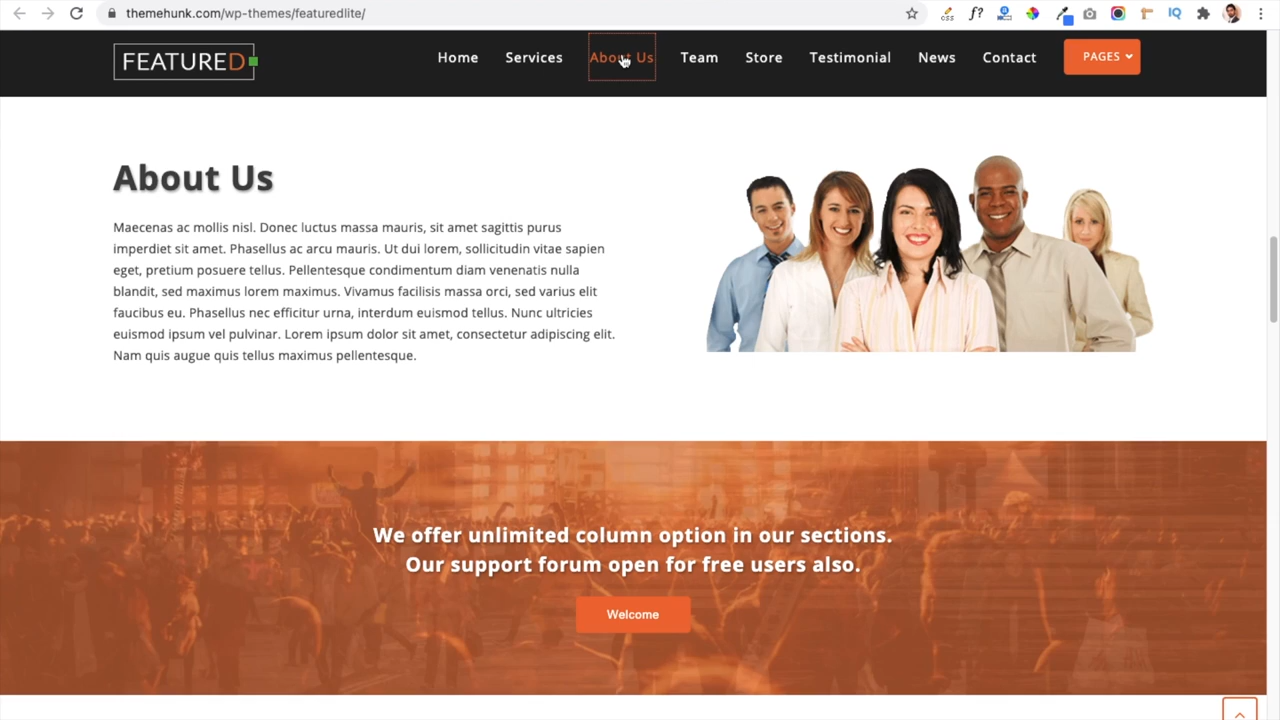 themehunk.com/wp-themes/featuredlite/
FEATURED
Home Services About Us Team Store Testimonial News Contact PAGES
About Us
Maecenas ac mollis nisl. Donec luctus massa mauris, sit amet sagittis purus
imperdiet sit amet. Phasellus ac arcu mauris. Ut dui lorem, sollicitudin vitae sapien
eget, pretium posuere tellus. Pellentesque condimentum diam venenatis nulla
blandit, sed maximus lorem maximus. Vivamus facilisis massa orci, sed varius elit
faucibus eu. Phasellus nec efficitur urna, interdum euismod tellus. Nunc ultricies
euismod ipsum vel pulvinar. Lorem ipsum dolor sit amet, consectetur adipiscing elit.
Nam quis augue quis tellus maximus pellentesque.
We offer unlimited column option in our sections.
Our support forum open for free users also.
Welcome